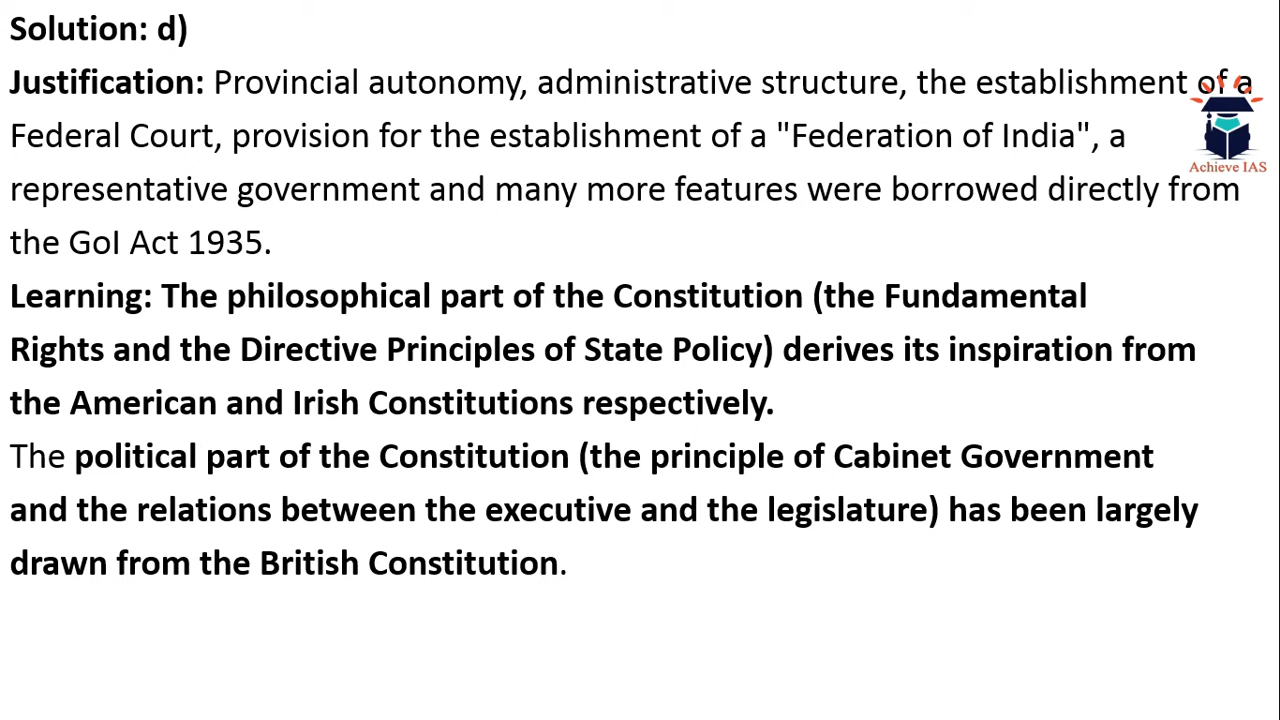 Solution: d)
Justification: Provincial autonomy, administrative structure, the establishment of a
Federal Court, provision for the establishment of a "Federation of India", a
representative government and many more features were borrowed directly from
the GoI Act 1935.
Learning: The philosophical part of the Constitution (the Fundamental
Rights and the Directive Principles of State Policy) derives its inspiration from
the American and Irish Constitutions respectively.
The political part of the Constitution (the principle of Cabinet Government
and the relations between the executive and the legislature) has been largely
drawn from the British Constitution.
Achieve IAS